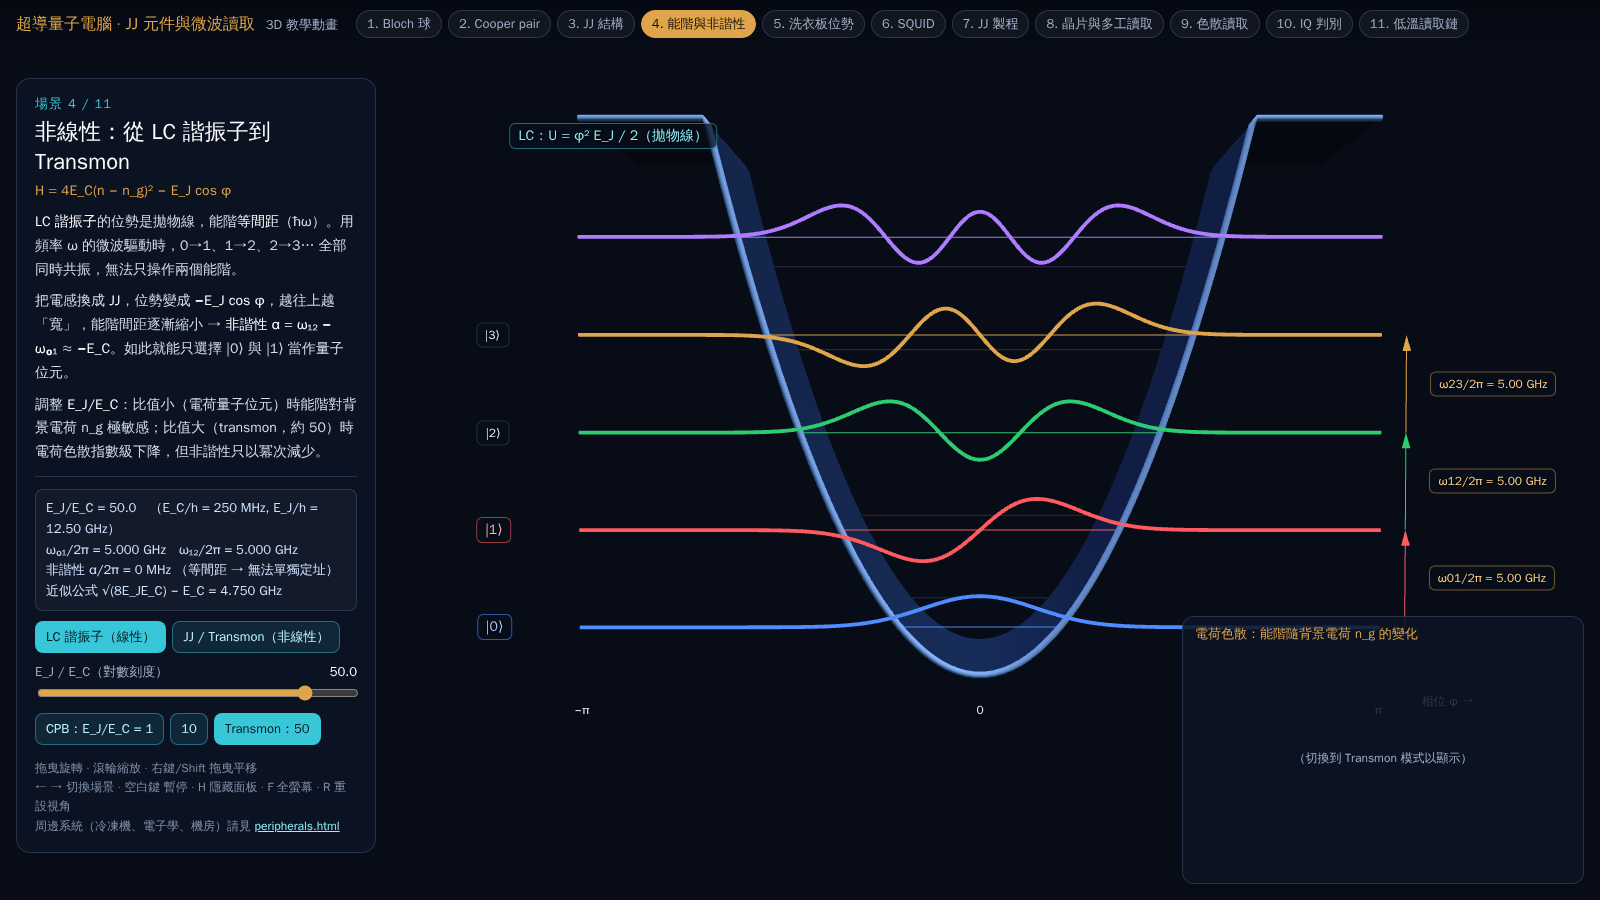 超導量子電腦 · JJ 元件與微波讀取 3D 教學動畫 1. Bloch 球 2. Cooper pair 3. JJ 結構 4. 能階與非諧性 5. 洗衣板位勢 6. SQUID 7. JJ 製程 8. 晶片與多工讀取 9. 色散讀取 10. IQ 判別 11. 低溫讀取鏈
場景 4 / 11
非線性：從 LC 諧振子到
Transmon
H = 4E_C(n − n_g)² − E_J cos φ
LC 諧振子的位勢是拋物線，能階等間距（ħω）。用
頻率 ω 的微波驅動時，0→1、1→2、2→3⋯ 全部
同時共振，無法只操作兩個能階。
把電感換成 JJ，位勢變成 −E_J cos φ，越往上越
「寬」，能階間距逐漸縮小 → 非諧性 α = ω₁₂ −
ω₀₁ ≈ −E_C。如此就能只選擇 |0⟩ 與 |1⟩ 當作量子
位元。
調整 E_J/E_C：比值小（電荷量子位元）時能階對背
景電荷 n_g 極敏感；比值大（transmon，約 50）時
電荷色散指數級下降，但非諧性只以冪次減少。
E_J/E_C = 50.0 （E_C/h = 250 MHz, E_J/h =
12.50 GHz）
ω₀₁/2π = 5.000 GHz ω₁₂/2π = 5.000 GHz
非諧性 α/2π = 0 MHz （等間距 → 無法單獨定址）
近似公式 √(8E_JE_C) − E_C = 4.750 GHz
LC 諧振子（線性） JJ / Transmon（非線性）
E_J / E_C（對數刻度） 50.0
CPB：E_J/E_C = 1 10 Transmon：50
拖曳旋轉 · 滾輪縮放 · 右鍵/Shift 拖曳平移
← → 切換場景 · 空白鍵 暫停 · H 隱藏面板 · F 全螢幕 · R 重
設視角
周邊系統（冷凍機、電子學、機房）請見 peripherals.html
LC：U = φ² E_J / 2（拋物線）
|3⟩
ω23/2π = 5.00 GHz
|2⟩
ω12/2π = 5.00 GHz
|1⟩
ω01/2π = 5.00 GHz
|0⟩
電荷色散：能階隨背景電荷 n_g 的變化
相位 φ →
−π 0 π
（切換到 Transmon 模式以顯示）